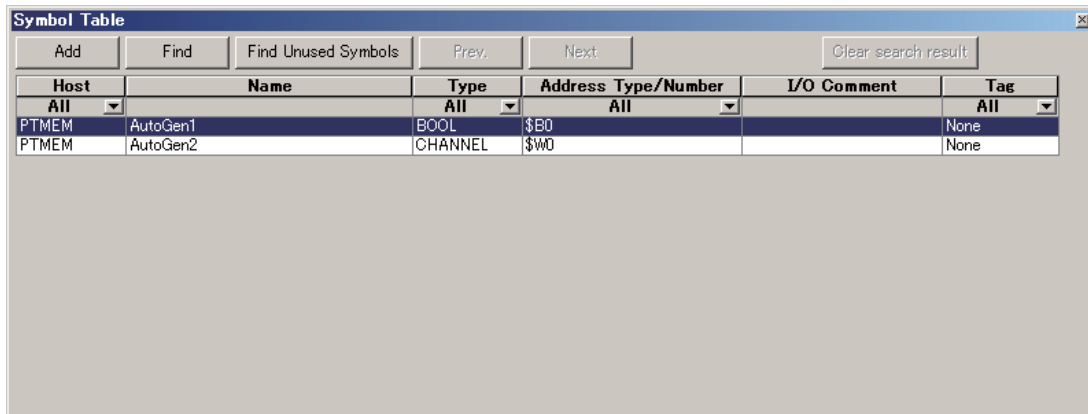 Symbol Table
Add Find Find Unused Symbols Prev. Next Clear search result
Host Name Type Address Type/Number I/O Comment Tag
All All All All
PTMEM AutoGen1 BOOL $B0 None
PTMEM AutoGen2 CHANNEL $W0 None